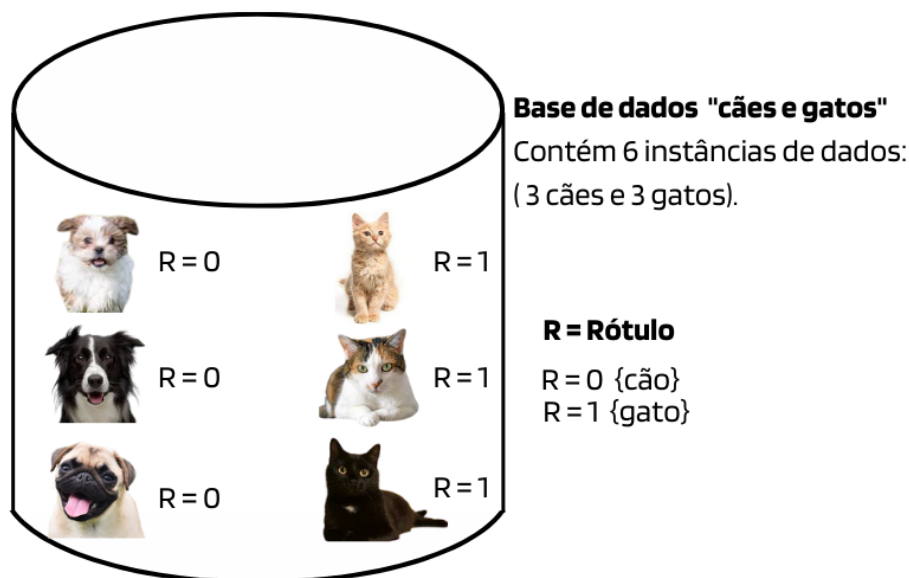 Base de dados "cães e gatos"
Contém 6 instâncias de dados:
( 3 cães e 3 gatos).
R = 0
R = 1
R = 0
R = 1
R = 0
R = 1
R = Rótulo
R = 0 {cão}
R = 1 {gato}